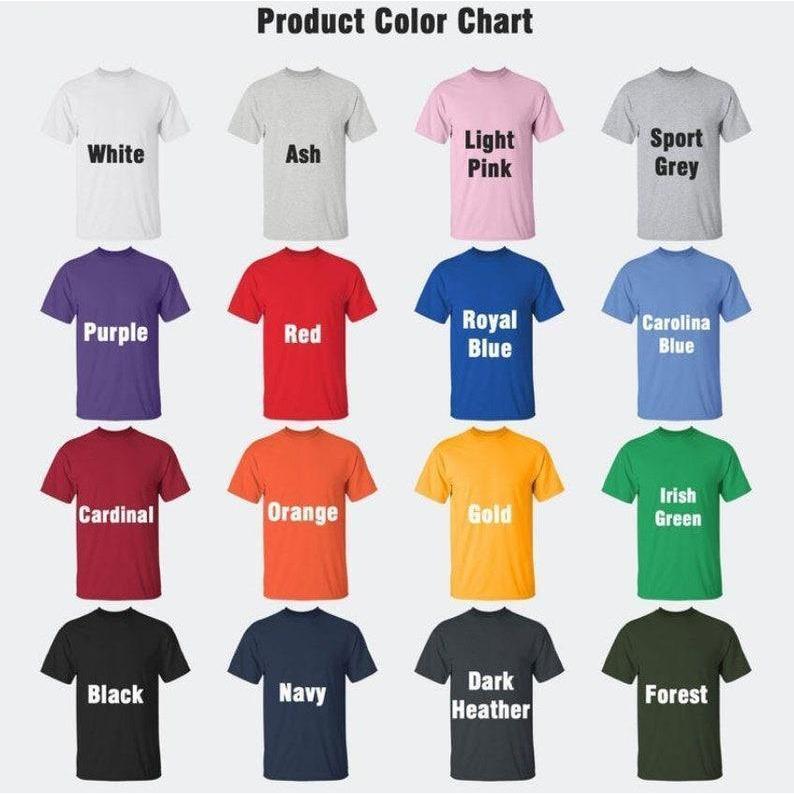 Product Color Chart
White
Ash
Light
Pink
Sport
Grey
Purple
Red
Royal
Blue
Carolina
Blue
Cardinal
Orange
Gold
Irish
Green
Black
Navy
Dark
Heather
Forest